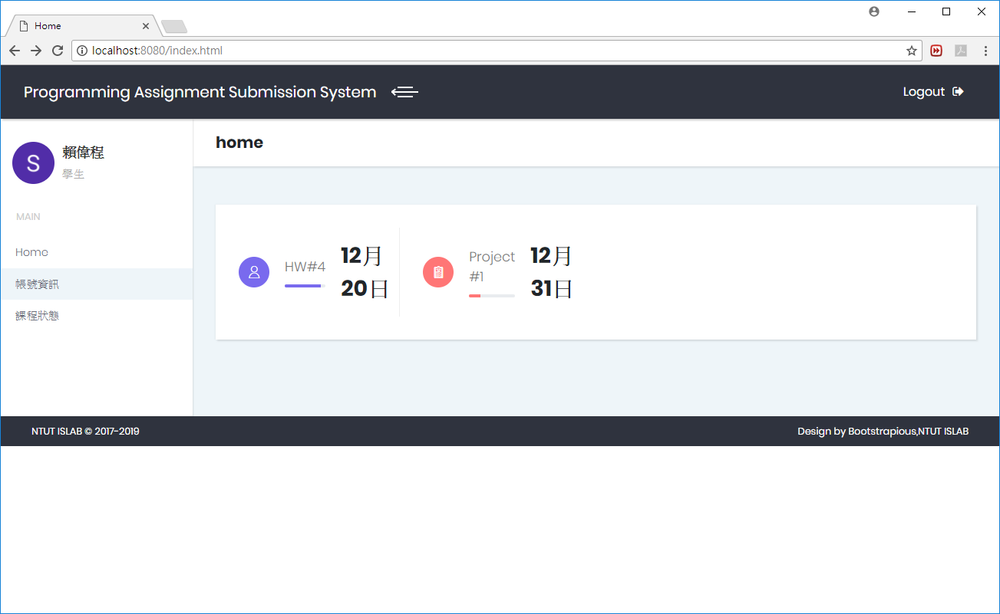 Home
localhost:8080/index.html
Programming Assignment Submission System
Logout
S
賴偉程
學生
MAIN
Home
帳號資訊
課程狀態
home
HW#4
12月
20日
Project
#1
12月
31日
NTUT ISLAB © 2017-2019
Design by Bootstrapious,NTUT ISLAB